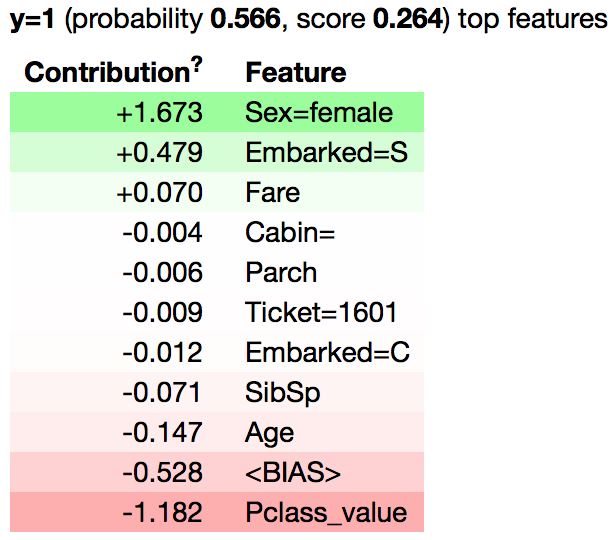 y=1 (probability 0.566, score 0.264) top features
Contribution? Feature
+1.673 Sex=female
+0.479 Embarked=S
+0.070 Fare
-0.004 Cabin=
-0.006 Parch
-0.009 Ticket=1601
-0.012 Embarked=C
-0.071 SibSp
-0.147 Age
-0.528 <BIAS>
-1.182 Pclass_value